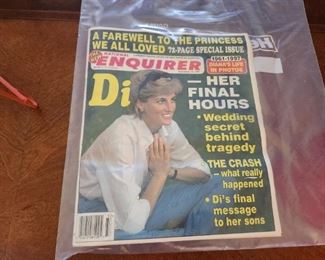 A FAREWELL TO THE PRINCESS
WE ALL LOVED 72-PAGE SPECIAL ISSUE
NATIONAL
ENQUIRER
1961-1997
DIANA'S LIFE
IN PHOTOS
Di
HER
FINAL
HOURS
• Wedding
secret
behind
tragedy
THE CRASH
– what really
happened
• Di's final
message
to her sons